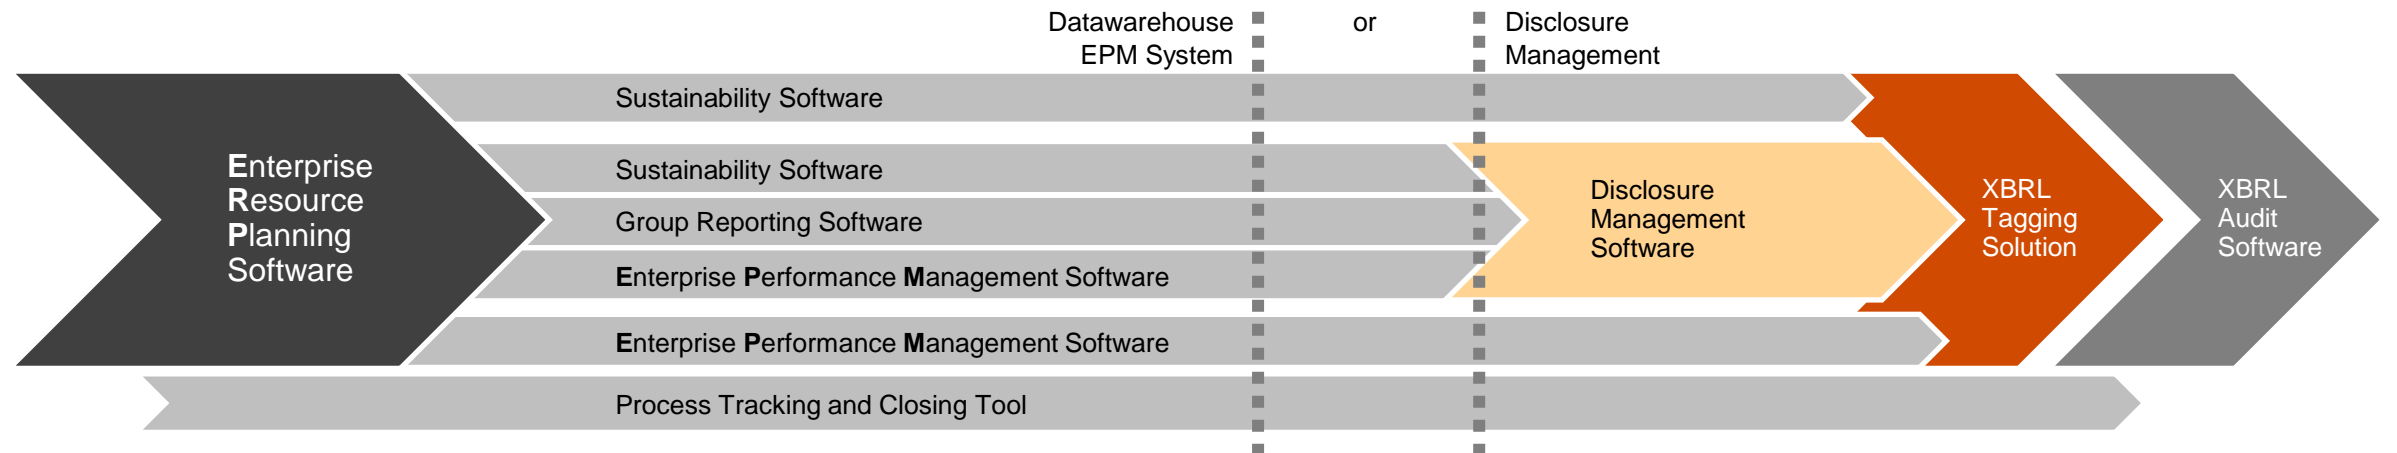 Datawarehouse
EPM System
or
Disclosure
Management
Enterprise
Resource
Planning
Software
Sustainability Software
Sustainability Software
Group Reporting Software
Enterprise Performance Management Software
Enterprise Performance Management Software
Process Tracking and Closing Tool
Disclosure
Management
Software
XBRL
Tagging
Solution
XBRL
Audit
Software